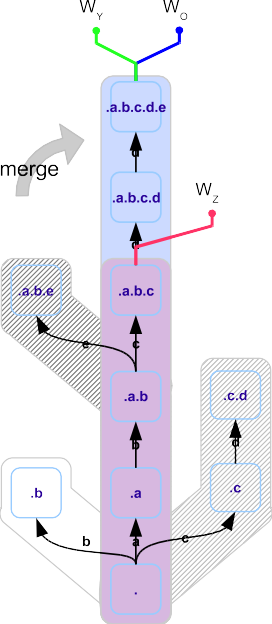 W_Y W_O
.a.b.c.d.e
e
merge
.a.b.c.d
W_Z
d
.a.b.e .a.b.c
e c
.a.b .c.d
b d
.b .a .c
b a c
.